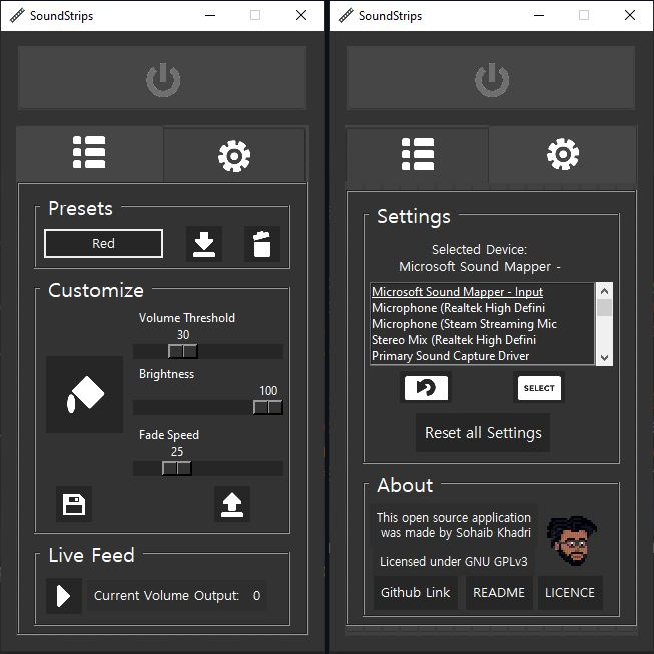 SoundStrips
Presets
Red
Customize
Volume Threshold
30
Brightness
100
Fade Speed
25
Live Feed
Current Volume Output: 0
SoundStrips
Settings
Selected Device:
Microsoft Sound Mapper -
Microsoft Sound Mapper - Input
Microphone (Realtek High Defini
Microphone (Steam Streaming Mic
Stereo Mix (Realtek High Defini
Primary Sound Capture Driver
SELECT
Reset all Settings
About
This open source application
was made by Sohaib Khadri
Licensed under GNU GPLv3
Github Link README LICENCE